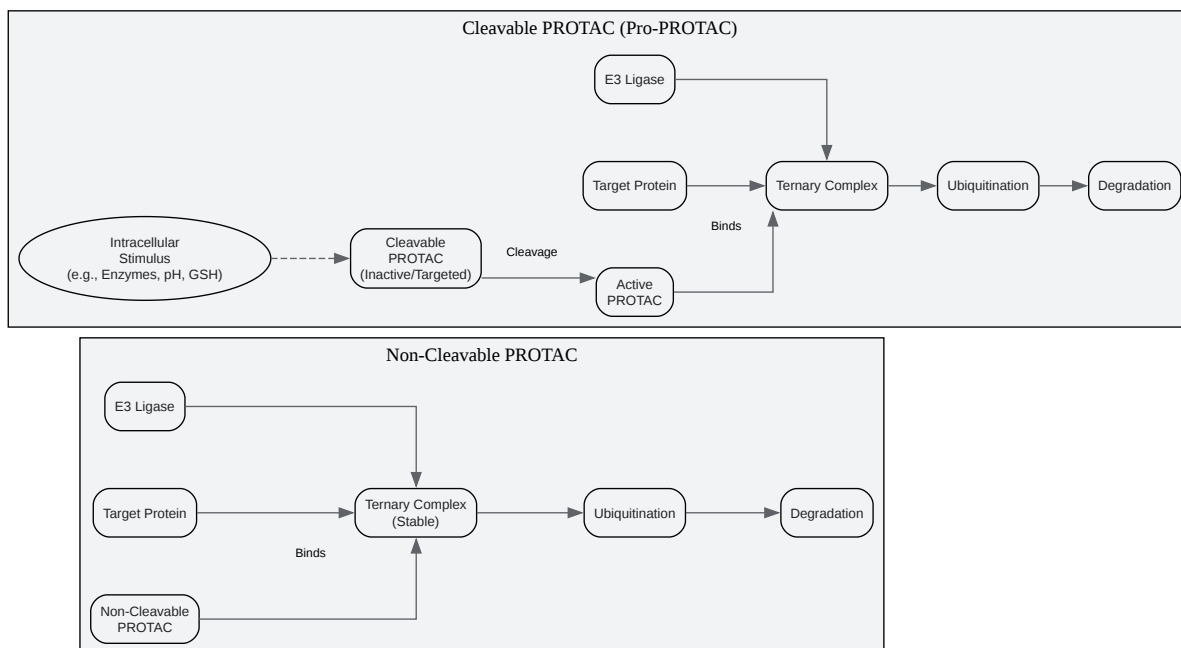 Cleavable PROTAC (Pro-PROTAC)
E3 Ligase
Target Protein
Ternary Complex
Ubiquitination
Degradation
Binds
Intracellular
Stimulus
(e.g., Enzymes, pH, GSH)
Cleavable
PROTAC
(Inactive/Targeted)
Cleavage
Active
PROTAC
Non-Cleavable PROTAC
E3 Ligase
Target Protein
Ternary Complex
(Stable)
Ubiquitination
Degradation
Binds
Non-Cleavable
PROTAC